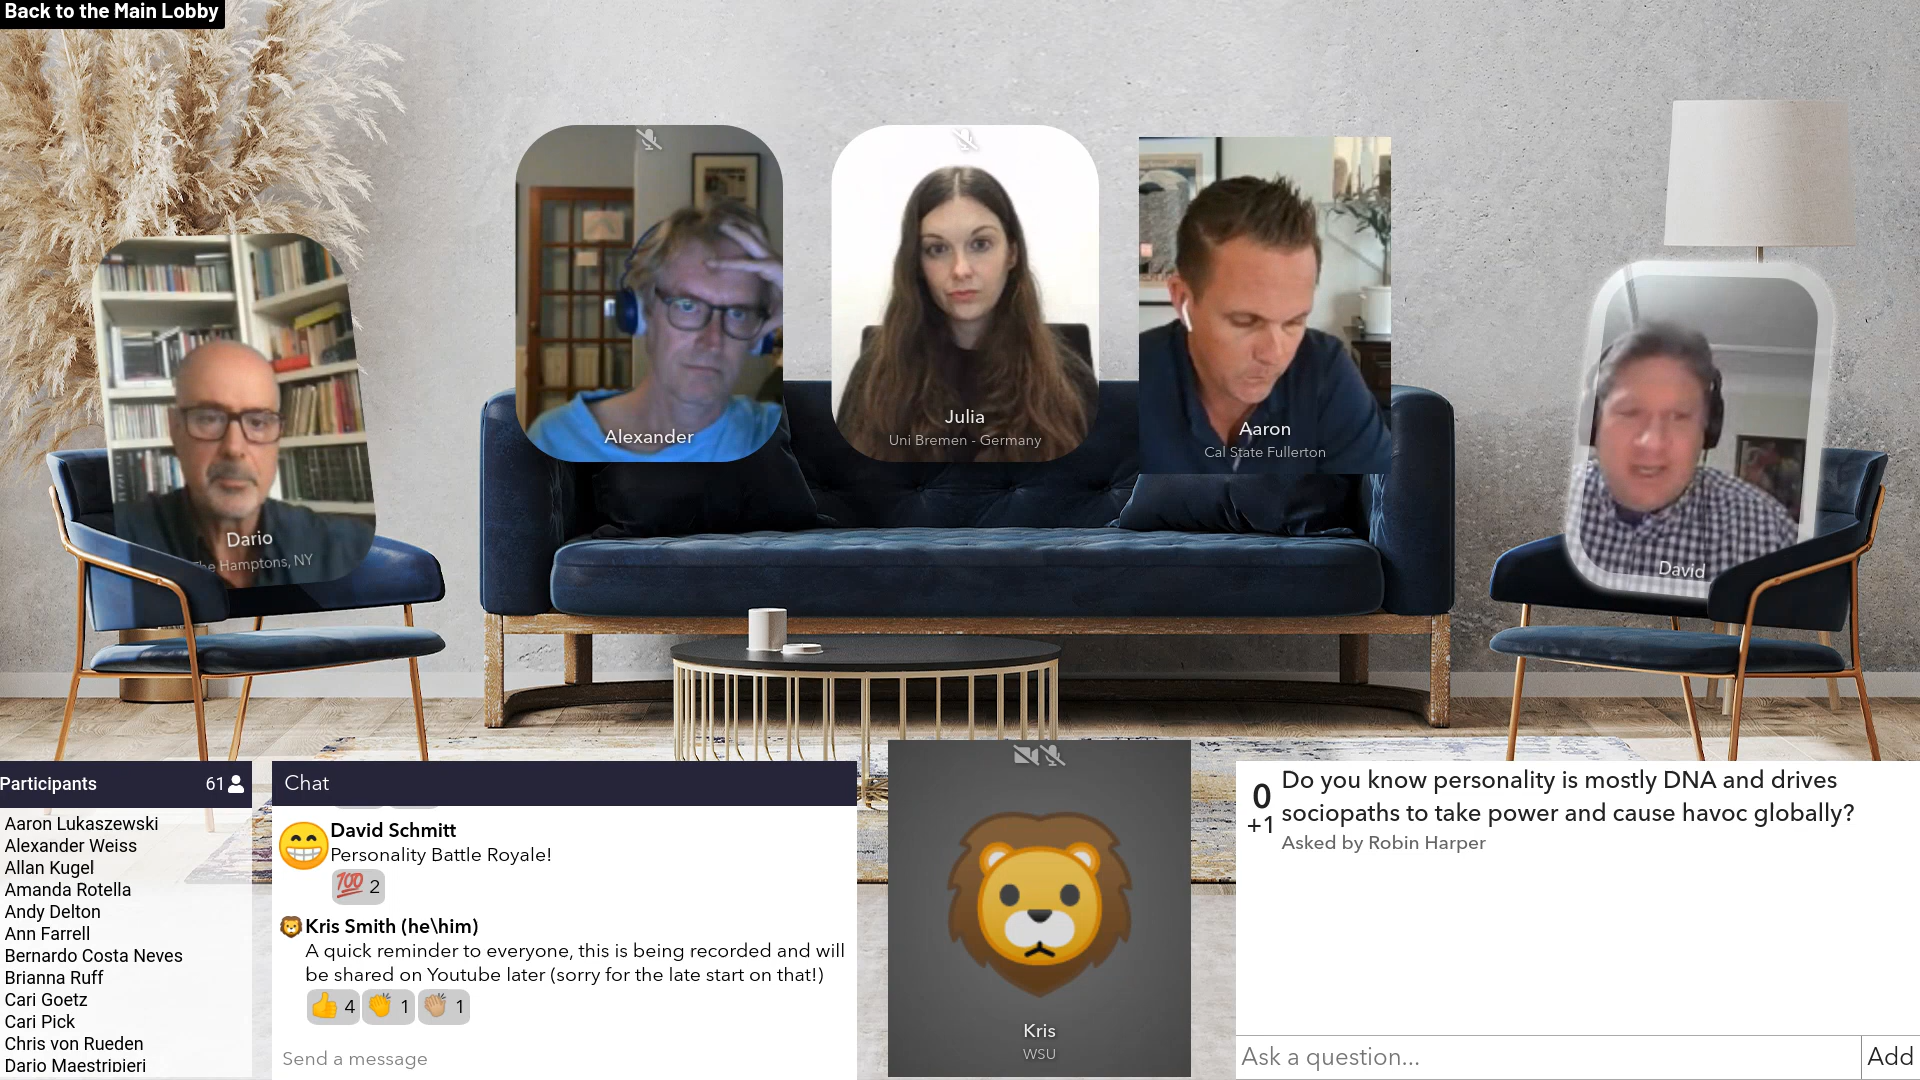 Back to the Main Lobby
Dario
The Hamptons, NY
Alexander
Julia
Uni Bremen - Germany
Aaron
Cal State Fullerton
David
Participants 61
Aaron Lukaszewski
Alexander Weiss
Allan Kugel
Amanda Rotella
Andy Delton
Ann Farrell
Bernardo Costa Neves
Brianna Ruff
Cari Goetz
Cari Pick
Chris von Rueden
Dario Maestripieri
Chat
David Schmitt
Personality Battle Royale!
💯 2
Kris Smith (he\him)
A quick reminder to everyone, this is being recorded and will
be shared on Youtube later (sorry for the late start on that!)
4 1 1
Send a message
Kris
WSU
0 Do you know personality is mostly DNA and drives
+1 sociopaths to take power and cause havoc globally?
Asked by Robin Harper
Ask a question... Add